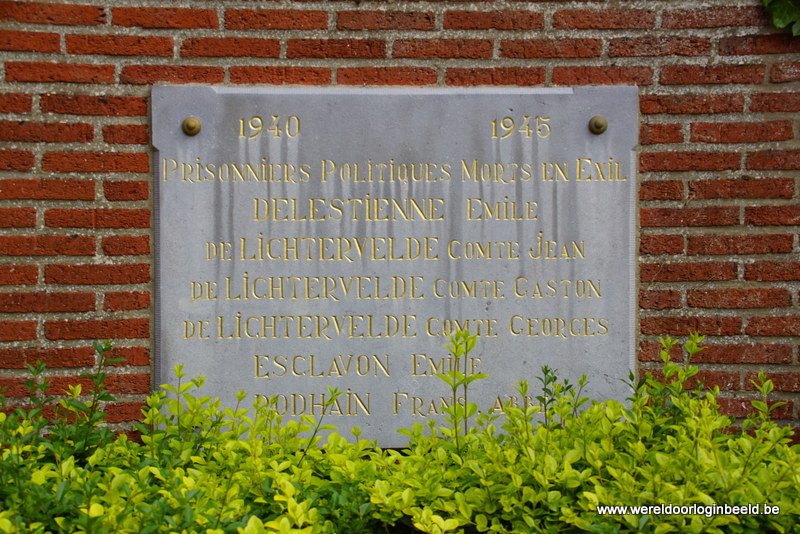 1940 1945
Prisonniers Politiques Morts en Exil
DELESTIENNE Emile
de LICHTERVELDE Comte Jean
de LICHTERVELDE Comte Gaston
de LICHTERVELDE Comte Georges
ESCLAVON Emile
Frans
www.wereldoorloginbeeld.be